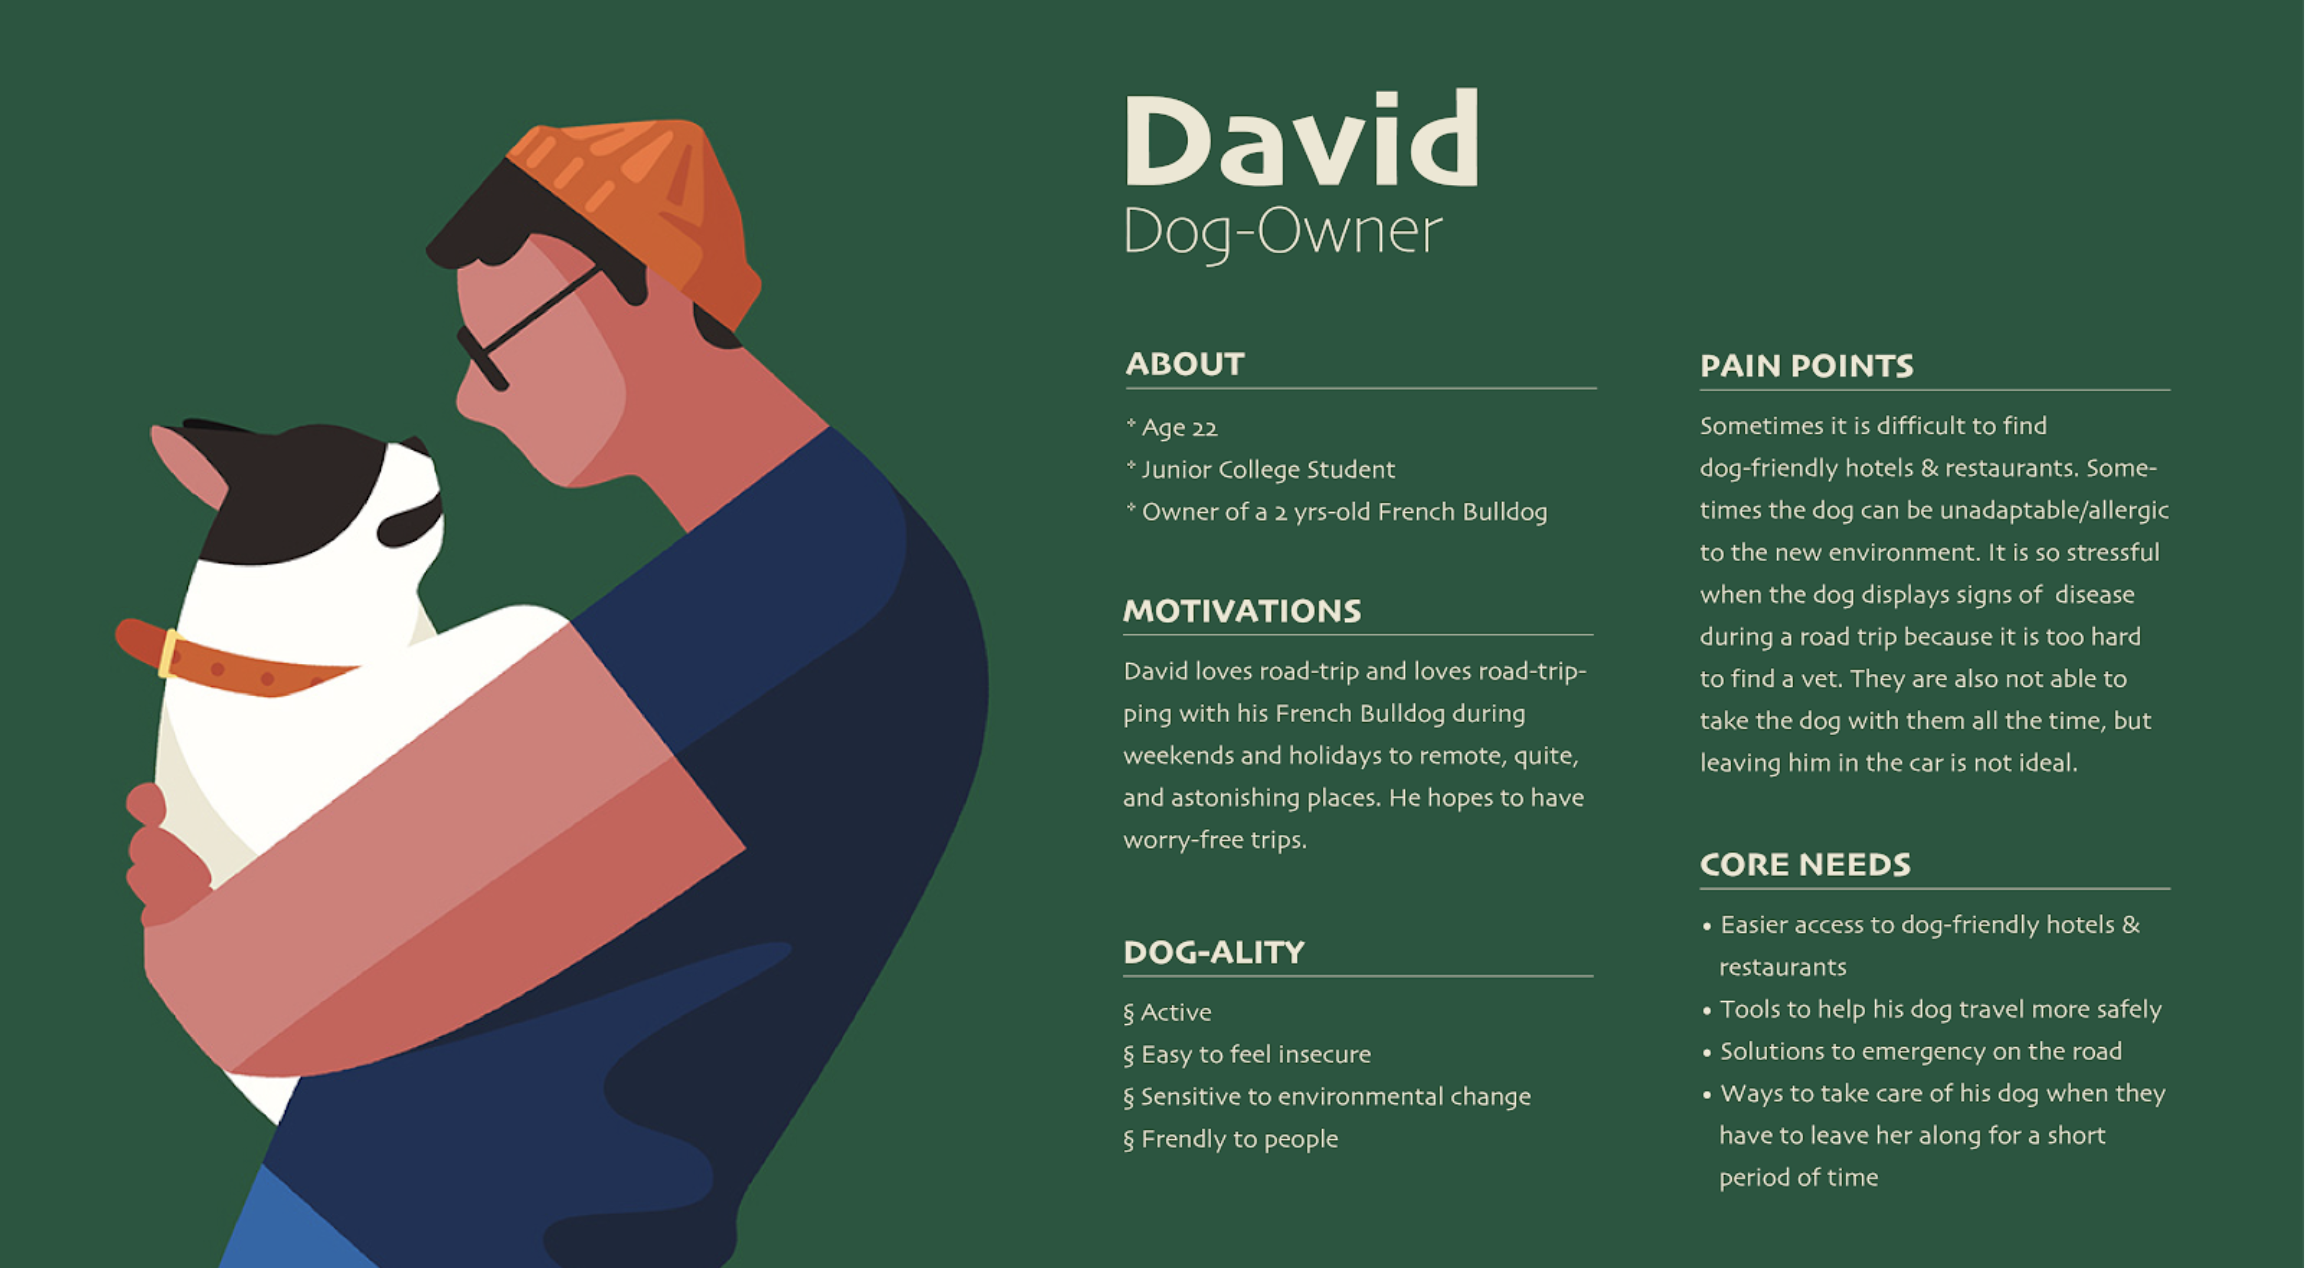 David
Dog-Owner
ABOUT
* Age 22
* Junior College Student
* Owner of a 2 yrs-old French Bulldog
MOTIVATIONS
David loves road-trip and loves road-trip-
ping with his French Bulldog during
weekends and holidays to remote, quite,
and astonishing places. He hopes to have
worry-free trips.
DOG-ALITY
§ Active
§ Easy to feel insecure
§ Sensitive to environmental change
§ Frendly to people
PAIN POINTS
Sometimes it is difficult to find
dog-friendly hotels & restaurants. Some-
times the dog can be unadaptable/allergic
to the new environment. It is so stressful
when the dog displays signs of  disease
during a road trip because it is too hard
to find a vet. They are also not able to
take the dog with them all the time, but
leaving him in the car is not ideal.
CORE NEEDS
• Easier access to dog-friendly hotels &
restaurants
• Tools to help his dog travel more safely
• Solutions to emergency on the road
• Ways to take care of his dog when they
have to leave her along for a short
period of time